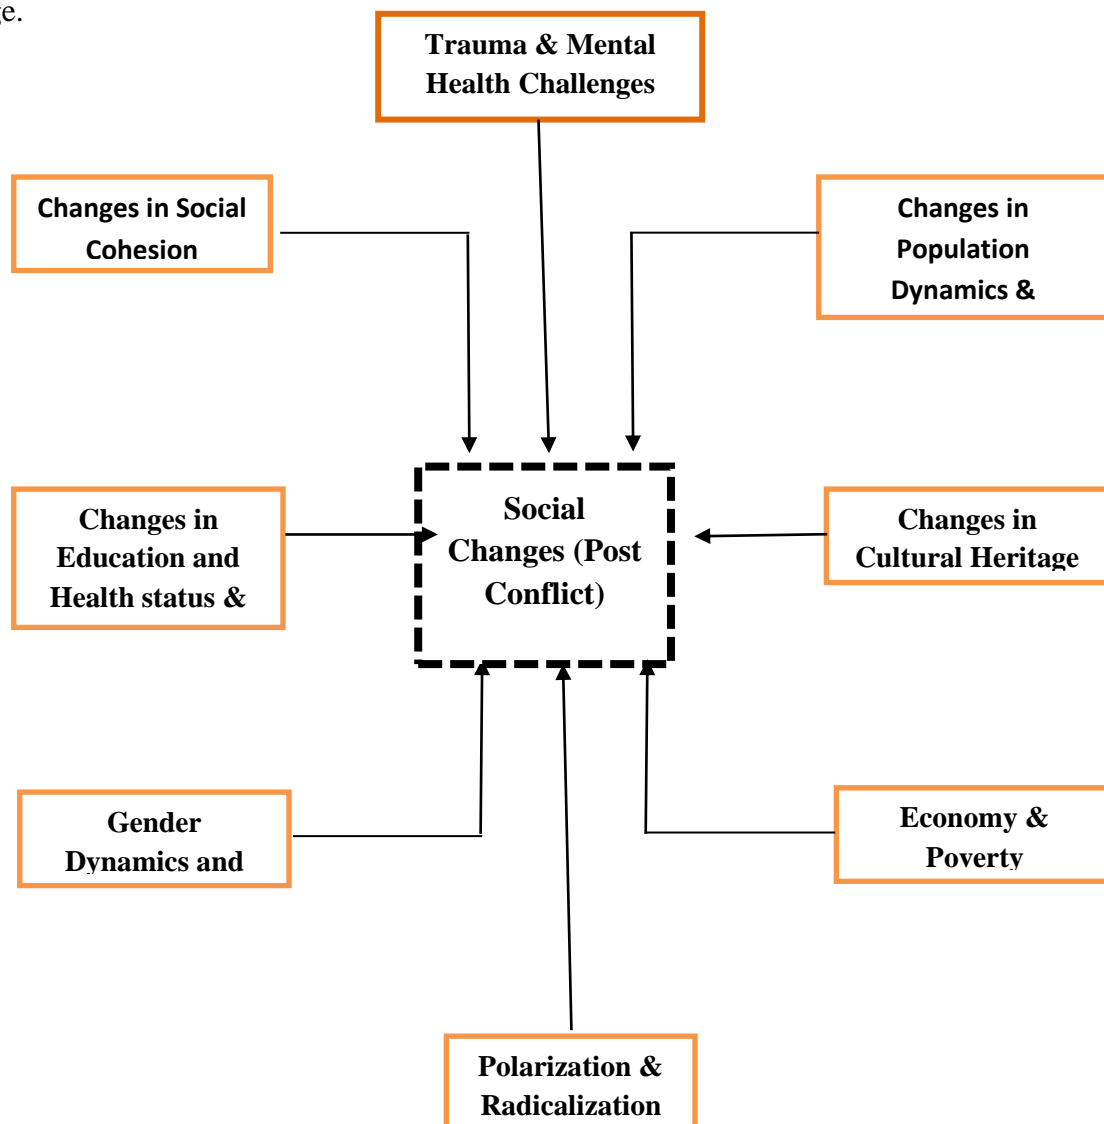 ge.
Trauma & Mental
Health Challenges
Changes in Social
Cohesion
Changes in
Population
Dynamics &
Social
Changes (Post
Conflict)
Changes in
Education and
Health status &
Changes in
Cultural Heritage
Gender
Dynamics and
Economy &
Poverty
Polarization &
Radicalization